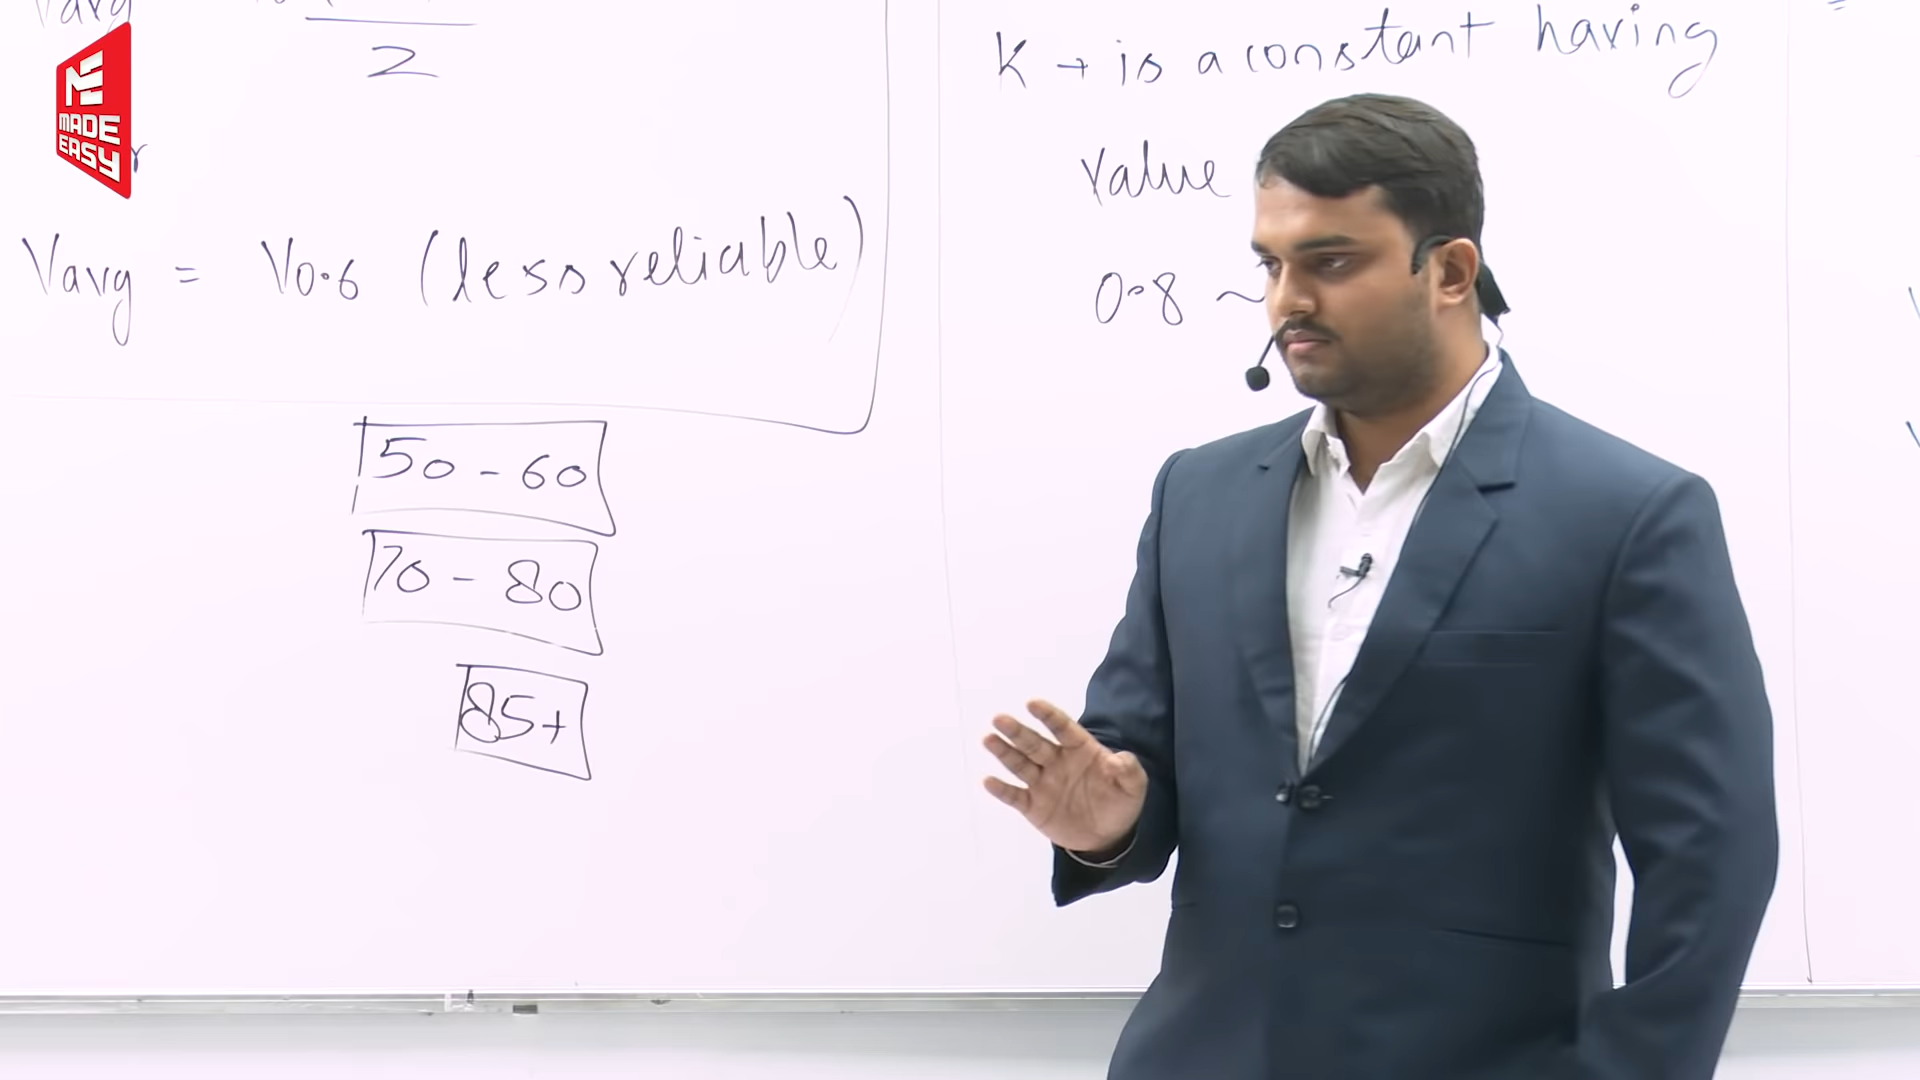 Vavg
2
MADE
EASY
Vavg = V0.6 (less reliable)
50 - 60
70 - 80
85+
K → is a constant having
value
0.8 ~